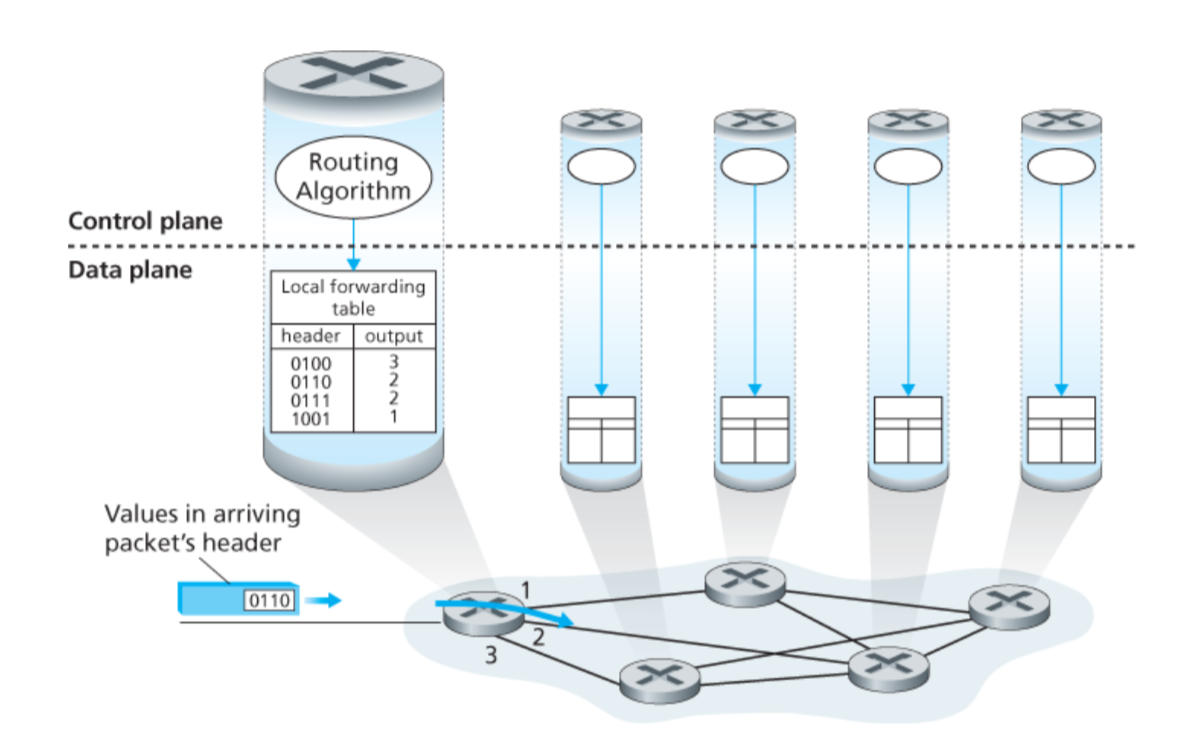 Routing
Algorithm
Control plane
Data plane
Local forwarding
table
header output
0100 3
0110 2
0111 2
1001 1
Values in arriving
packet's header
0110
1
2
3